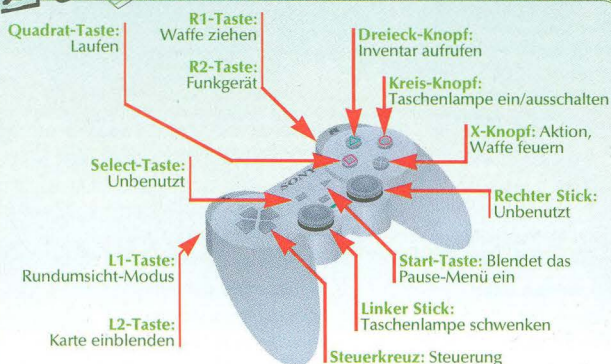 R1-Taste:
Waffe ziehen
Quadrat-Taste:
Laufen
R2-Taste:
Funkgerät
Dreieck-Knopf:
Inventar aufrufen
Kreis-Knopf:
Taschenlampe ein/ausschalten
X-Knopf: Aktion,
Waffe feuern
Select-Taste:
Unbenutzt
SONY
Rechter Stick:
Unbenutzt
L1-Taste:
Rundumsicht-Modus
Start-Taste: Blendet das
Pause-Menü ein
L2-Taste:
Karte einblenden
Linker Stick:
Taschenlampe schwenken
Steuerkreuz: Steuerung